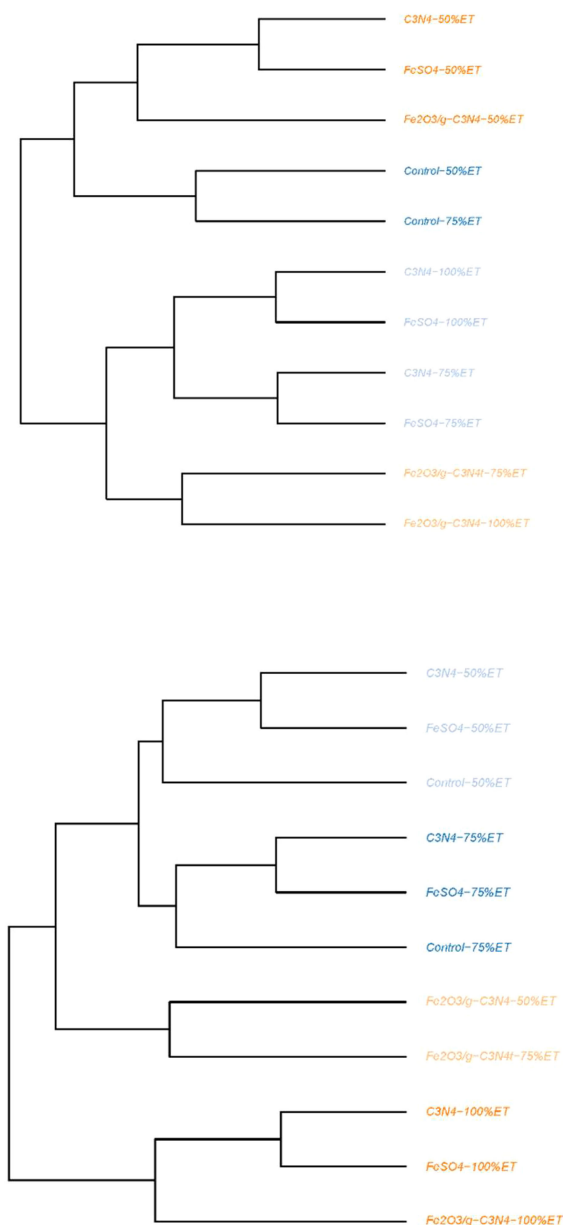 C3N4-50%ET
FeSO4-50%ET
Fe2O3/g-C3N4-50%ET
Control-50%ET
Control-75%ET
C3N4-100%ET
FeSO4-100%ET
C3N4-75%ET
FeSO4-75%ET
Fe2O3/g-C3N4t-75%ET
Fe2O3/g-C3N4-100%ET
C3N4-50%ET
FeSO4-50%ET
Control-50%ET
C3N4-75%ET
FeSO4-75%ET
Control-75%ET
Fe2O3/g-C3N4-50%ET
Fe2O3/g-C3N4t-75%ET
C3N4-100%ET
FeSO4-100%ET
Fe2O3/g-C3N4-100%ET